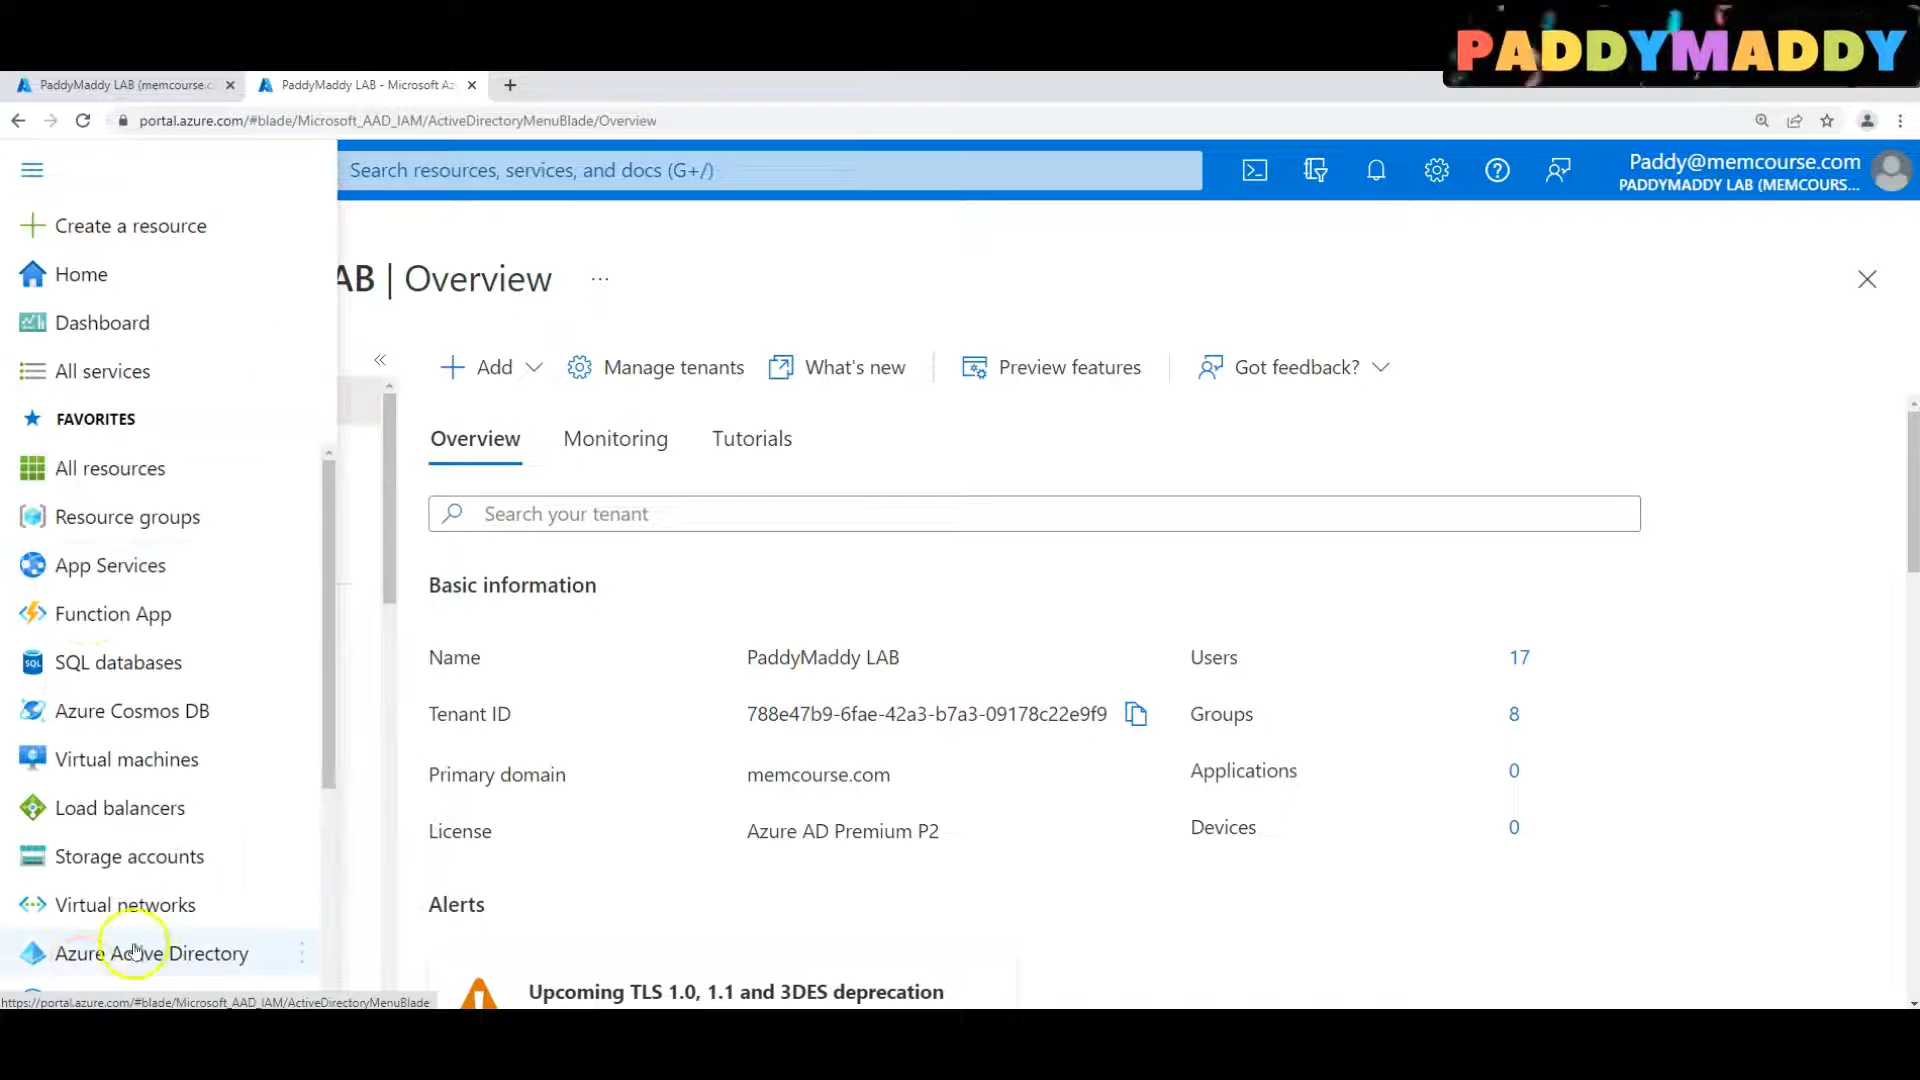 PADDYMADDY
PaddyMaddy LAB (memcourse.c
PaddyMaddy LAB - Microsoft Az
portal.azure.com/#blade/Microsoft_AAD_IAM/ActiveDirectoryMenuBlade/Overview
Search resources, services, and docs (G+/)
Paddy@memcourse.com
PADDYMADDY LAB (MEMCOURS...
Create a resource
Home
Dashboard
All services
FAVORITES
All resources
Resource groups
App Services
Function App
SQL databases
Azure Cosmos DB
Virtual machines
Load balancers
Storage accounts
Virtual networks
Azure Active Directory
https://portal.azure.com/#blade/Microsoft_AAD_IAM/ActiveDirectoryMenuBlade
AB | Overview ...
Add
Manage tenants
What's new
Preview features
Got feedback?
Overview
Monitoring
Tutorials
Search your tenant
Basic information
Name PaddyMaddy LAB
Tenant ID 788e47b9-6fae-42a3-b7a3-09178c22e9f9
Primary domain memcourse.com
License Azure AD Premium P2
Users 17
Groups 8
Applications 0
Devices 0
Alerts
Upcoming TLS 1.0, 1.1 and 3DES deprecation